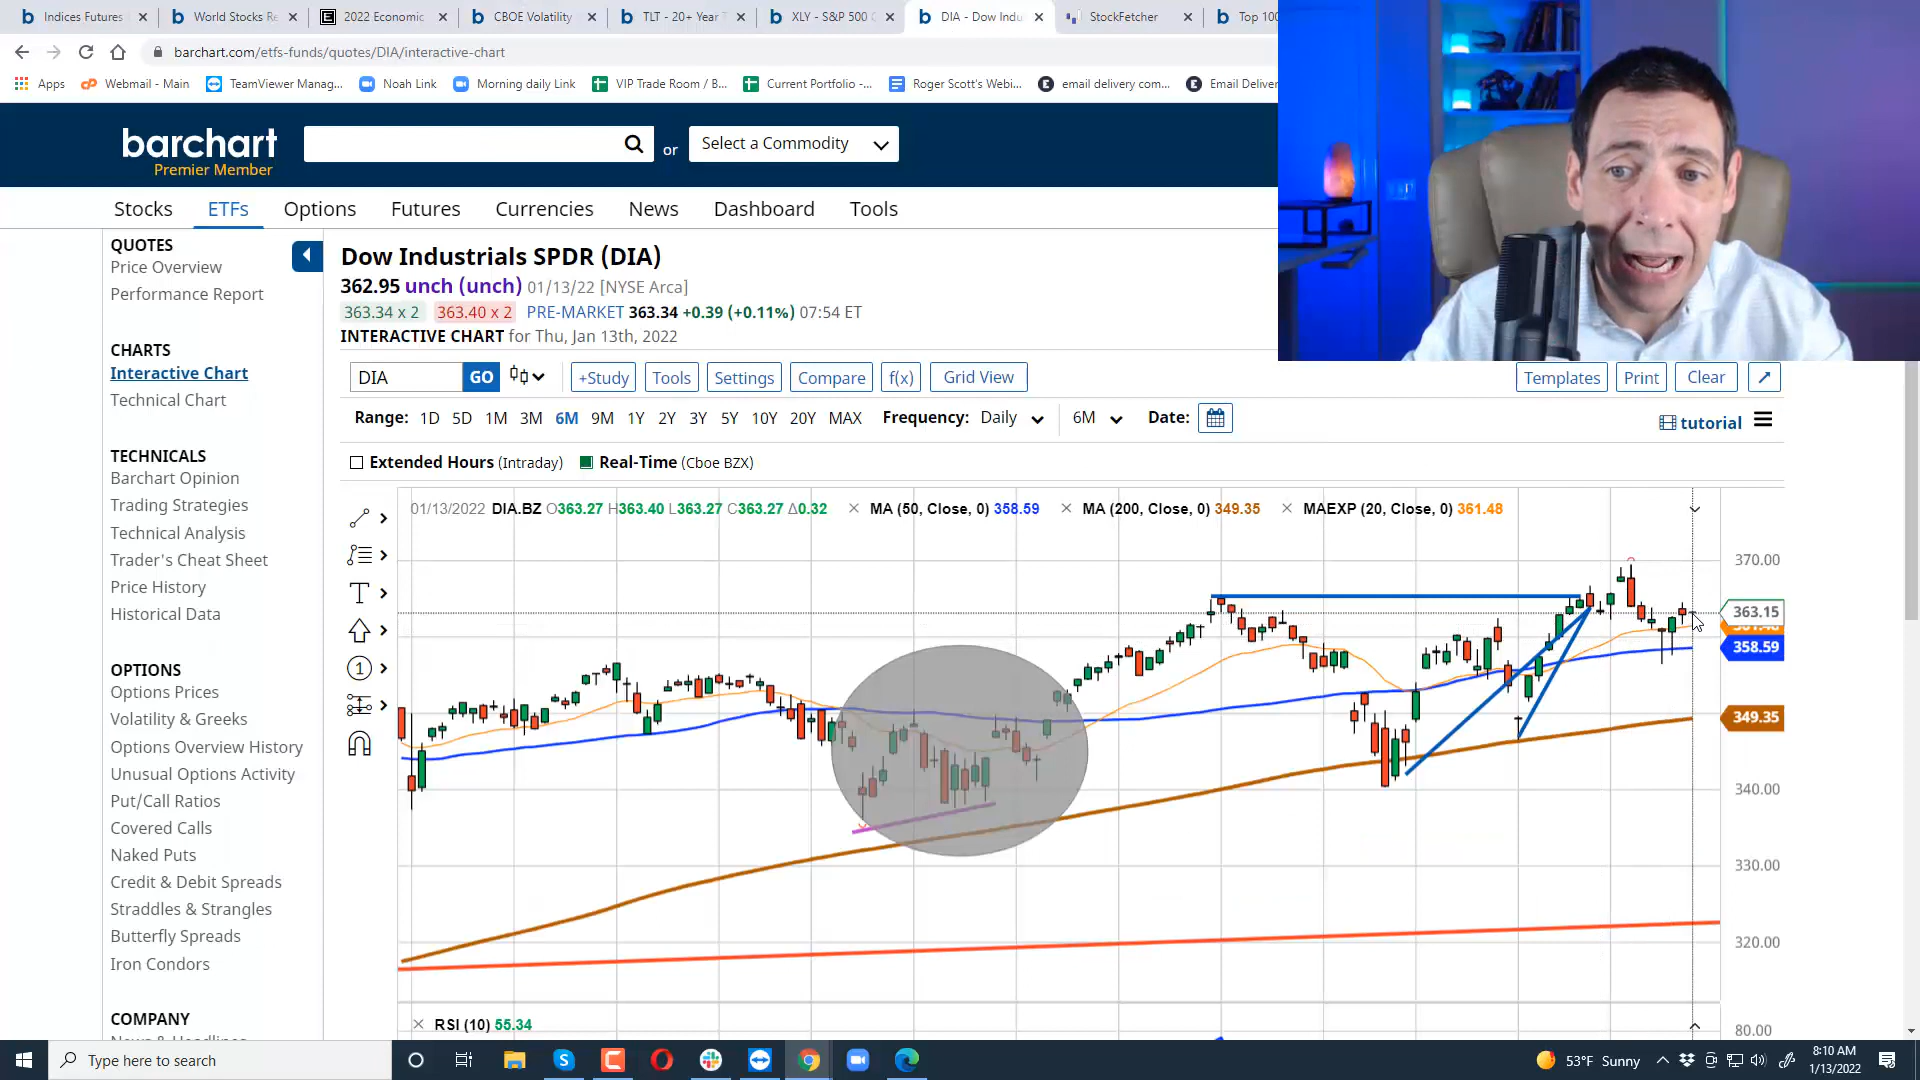 Indices Futures
World Stocks Re
2022 Economic
CBOE Volatility
TLT - 20+ Year T
XLY - S&P 500 C
DIA - Dow Indu
StockFetcher
Top 100
barchart.com/etfs-funds/quotes/DIA/interactive-chart
Apps
Webmail - Main
TeamViewer Manag...
Noah Link
Morning daily Link
VIP Trade Room / B...
Current Portfolio -...
Roger Scott's Webi...
email delivery com...
Email Deliver
barchart
Premier Member
or
Select a Commodity
Stocks
ETFs
Options
Futures
Currencies
News
Dashboard
Tools
QUOTES
Price Overview
Performance Report
CHARTS
Interactive Chart
Technical Chart
TECHNICALS
Barchart Opinion
Trading Strategies
Technical Analysis
Trader's Cheat Sheet
Price History
Historical Data
OPTIONS
Options Prices
Volatility & Greeks
Options Overview History
Unusual Options Activity
Put/Call Ratios
Covered Calls
Naked Puts
Credit & Debit Spreads
Straddles & Strangles
Butterfly Spreads
Iron Condors
COMPANY
Dow Industrials SPDR (DIA)
362.95 unch (unch) 01/13/22 [NYSE Arca]
363.34 x 2 363.40 x 2 PRE-MARKET 363.34 +0.39 (+0.11%) 07:54 ET
INTERACTIVE CHART for Thu, Jan 13th, 2022
DIA GO +Study Tools Settings Compare f(x) Grid View Templates Print Clear
Range: 1D 5D 1M 3M 6M 9M 1Y 2Y 3Y 5Y 10Y 20Y MAX Frequency: Daily 6M Date:
tutorial
Extended Hours (Intraday) Real-Time (Cboe BZX)
01/13/2022 DIA.BZ O363.27 H363.40 L363.27 C363.27 Δ0.32 MA (50, Close, 0) 358.59 MA (200, Close, 0) 349.35 MAEXP (20, Close, 0) 361.48
T
1
370.00
363.15
361.48
358.59
349.35
340.00
330.00
320.00
RSI (10) 55.34
80.00
Type here to search
53°F Sunny
8:10 AM
1/13/2022